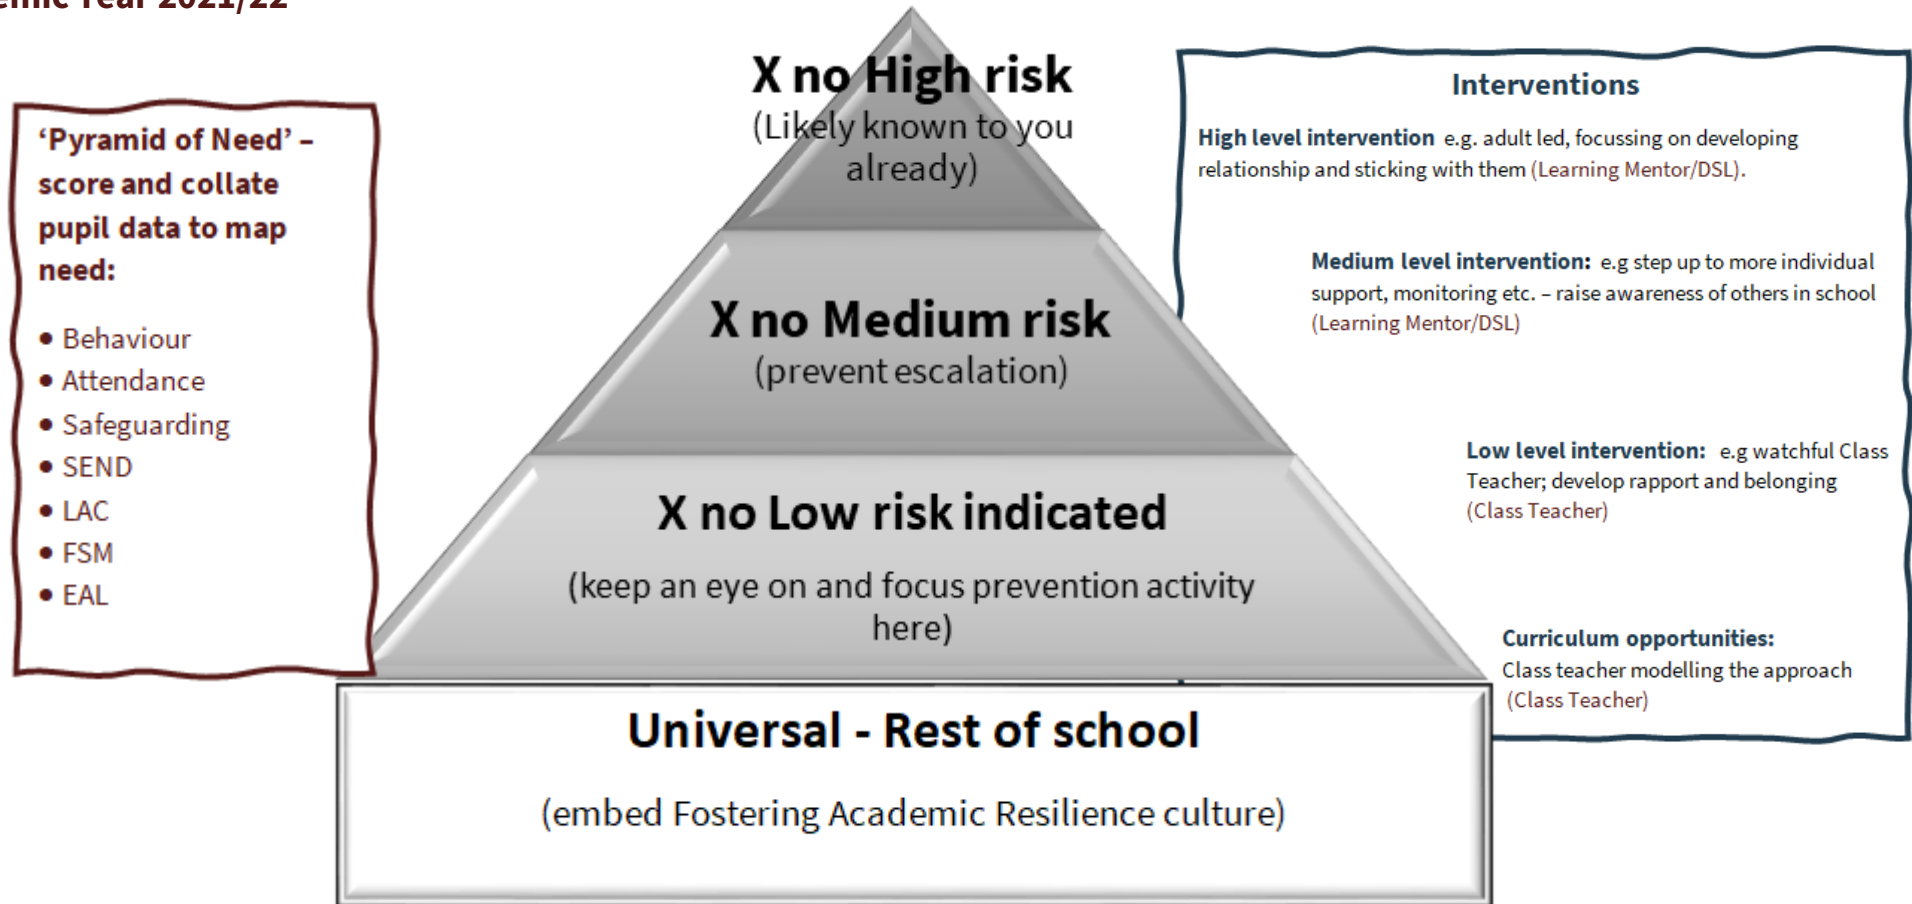 emic Year 2021/22
‘Pyramid of Need’ –
score and collate
pupil data to map
need:
• Behaviour
• Attendance
• Safeguarding
• SEND
• LAC
• FSM
• EAL
X no High risk
(Likely known to you
already)
X no Medium risk
(prevent escalation)
X no Low risk indicated
(keep an eye on and focus prevention activity
here)
Universal - Rest of school
(embed Fostering Academic Resilience culture)
Interventions
High level intervention e.g. adult led, focussing on developing
relationship and sticking with them (Learning Mentor/DSL).
Medium level intervention: e.g step up to more individual
support, monitoring etc. – raise awareness of others in school
(Learning Mentor/DSL)
Low level intervention: e.g watchful Class
Teacher; develop rapport and belonging
(Class Teacher)
Curriculum opportunities:
Class teacher modelling the approach
(Class Teacher)